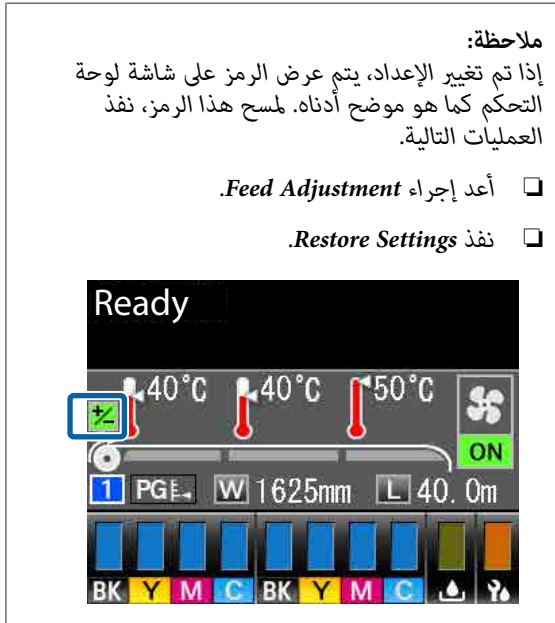 ملاحظة:
إذا تم تغيير الإعداد، يتم عرض الرمز على شاشة لوحة
التحكم كما هو موضح أدناه. لمسح هذا الرمز، نفذ
العمليات التالية.
❏ أعد إجراء Feed Adjustment.
❏ نفذ Restore Settings.
Ready
40°C 40°C 50°C
+/-
ON
1 PG W 1625mm L 40.0m
BK Y M C BK Y M C